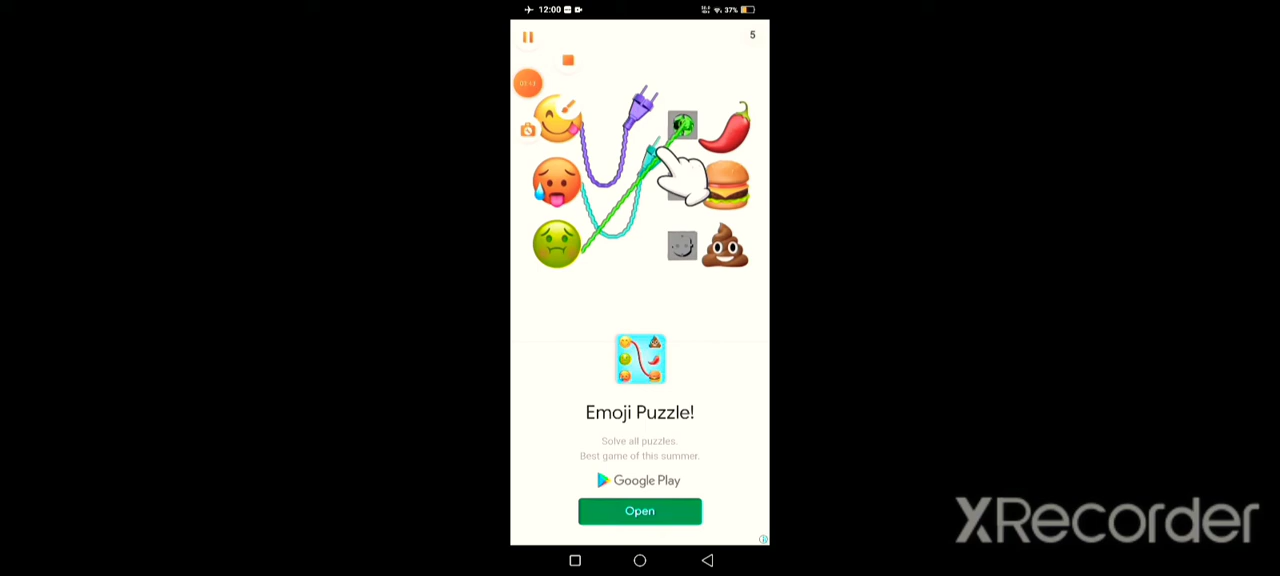 12:00
37%
5
Emoji Puzzle!
Solve all puzzles.
Best game of this summer.
Google Play
Open
XRecorder